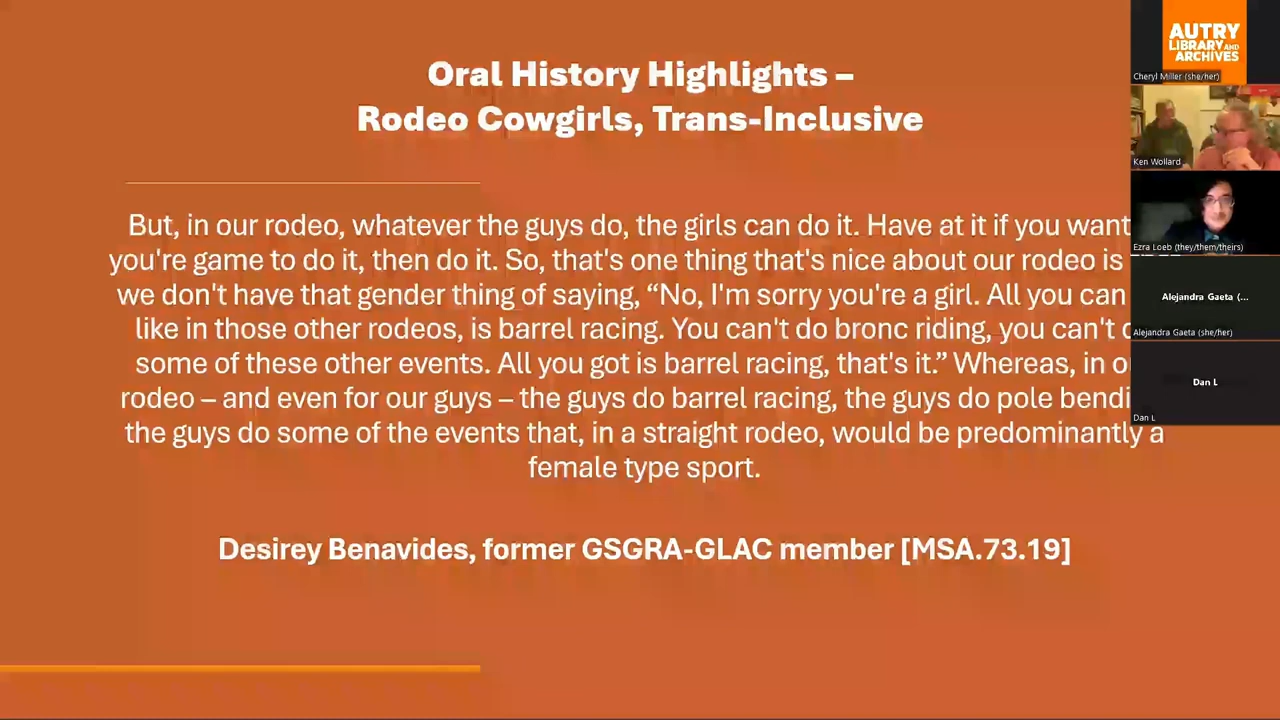 Oral History Highlights –
Rodeo Cowgirls, Trans-Inclusive
But, in our rodeo, whatever the guys do, the girls can do it. Have at it if you want
you're game to do it, then do it. So, that's one thing that's nice about our rodeo is
we don't have that gender thing of saying, “No, I'm sorry you're a girl. All you can
like in those other rodeos, is barrel racing. You can't do bronc riding, you can't
some of these other events. All you got is barrel racing, that's it.” Whereas, in
rodeo – and even for our guys – the guys do barrel racing, the guys do pole
the guys do some of the events that, in a straight rodeo, would be predominantly a
female type sport.
Desirey Benavides, former GSGRA-GLAC member [MSA.73.19]
AUTRY
LIBRARY AND
ARCHIVES
Cheryl Miller (she/her)
Ken Wollard
Ezra Loeb (they/them/theirs)
Alejandra Gaeta (...
Alejandra Gaeta (she/her)
Dan L
Dan L